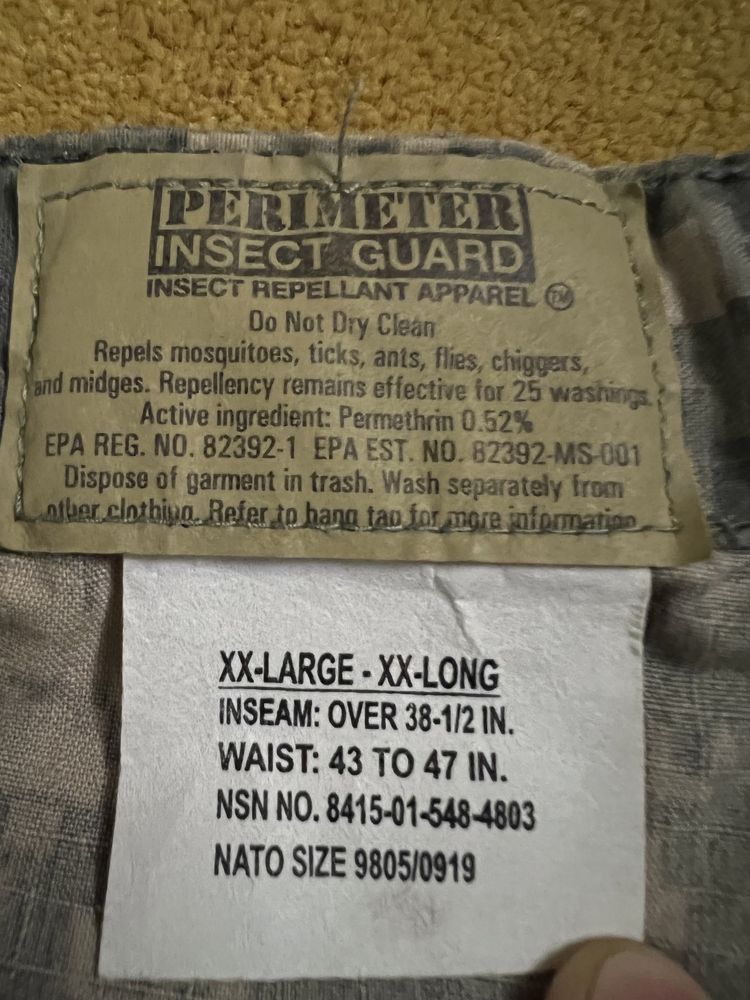 PERIMETER
INSECT GUARD
INSECT REPELLANT APPAREL ™
Do Not Dry Clean
Repels mosquitoes, ticks, ants, flies, chiggers,
and midges. Repellency remains effective for 25 washings.
Active ingredient: Permethrin 0.52%
EPA REG. NO. 82392-1 EPA EST. NO. 82392-MS-001
Dispose of garment in trash. Wash separately from
other clothing. Refer to hang tag for more information.
XX-LARGE - XX-LONG
INSEAM: OVER 38-1/2 IN.
WAIST: 43 TO 47 IN.
NSN NO. 8415-01-548-4803
NATO SIZE 9805/0919